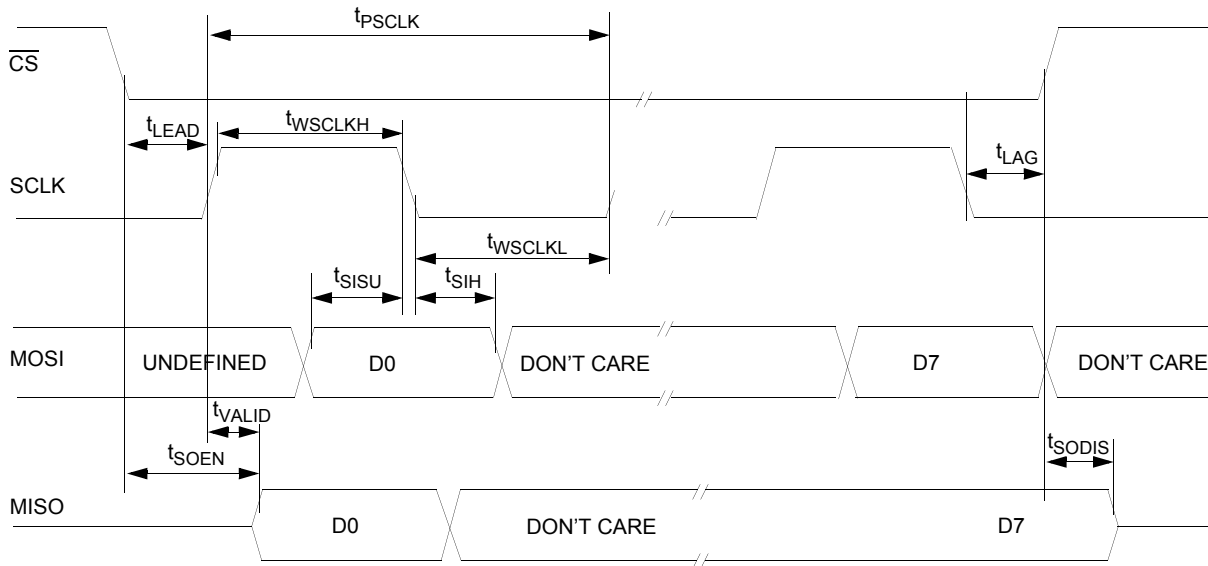 tPSCLK
CS
tLEAD
tWSCLKH
tLAG
SCLK
tWSCLKL
tSISU
tSIH
MOSI
UNDEFINED
D0
DON'T CARE
D7
DON'T CARE
tVALID
tSOEN
tSODIS
MISO
D0
DON'T CARE
D7